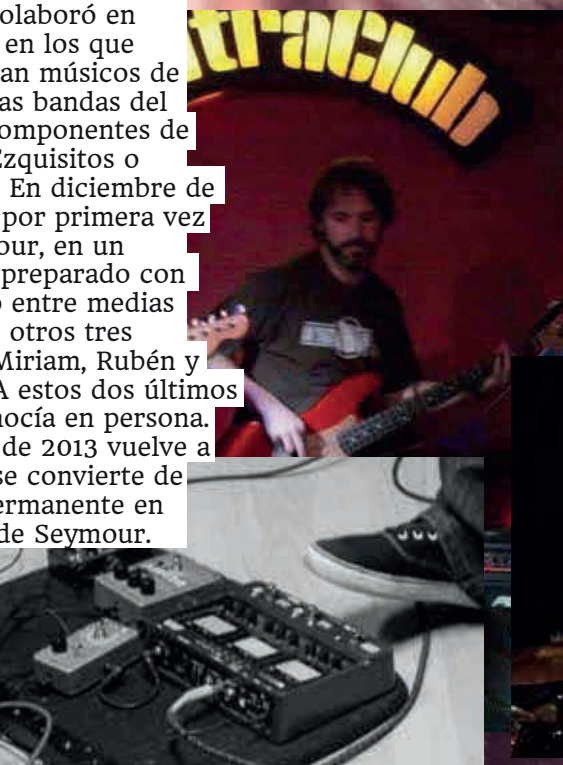 olaboró en
en los que
an músicos de
as bandas del
omponentes de
Ezquisitos o
En diciembre de
por primera vez
our, en un
preparado con
o entre medias
otros tres
Miriam, Rubén y
A estos dos últimos
nocía en persona.
de 2013 vuelve a
se convierte de
ermanente en
de Seymour.
traClub